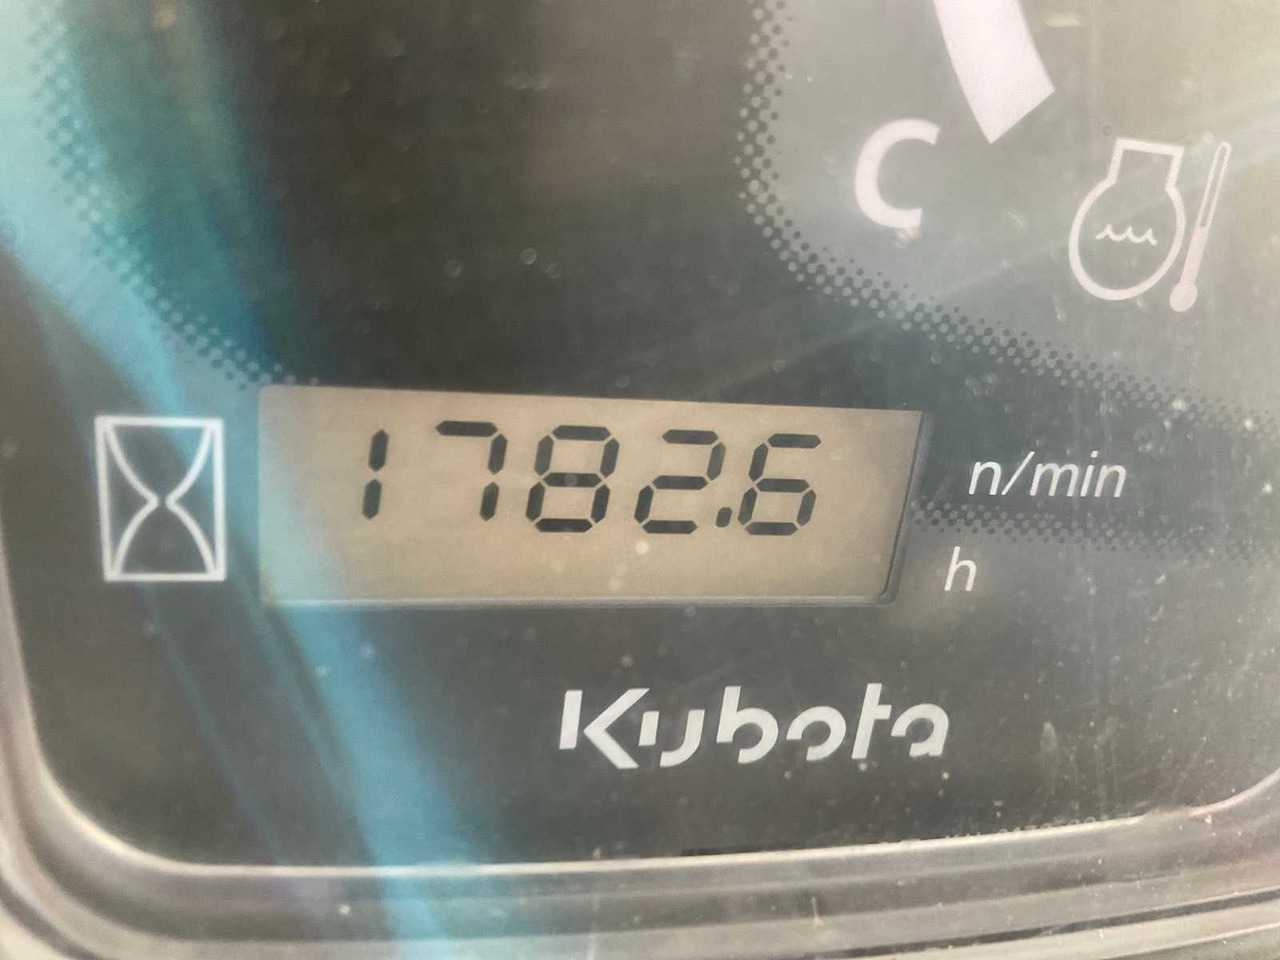 C
1782.6
n/min
h
Kubota